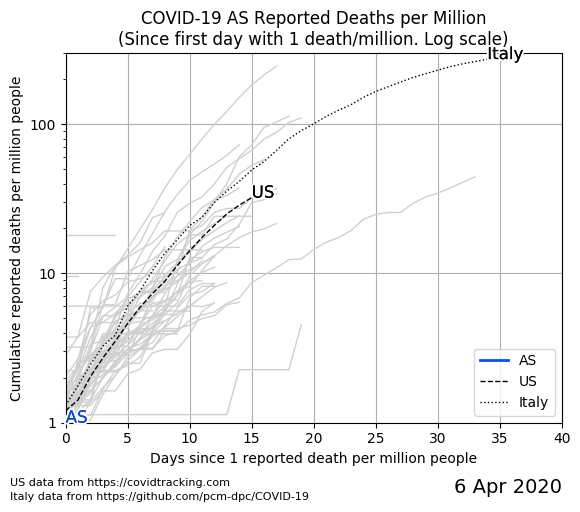 COVID-19 AS Reported Deaths per Million
(Since first day with 1 death/million. Log scale)
Italy
Cumulative reported deaths per million people
100
10
1
US
AS
AS
US
Italy
0 5 10 15 20 25 30 35 40
Days since 1 reported death per million people
US data from https://covidtracking.com
Italy data from https://github.com/pcm-dpc/COVID-19
6 Apr 2020